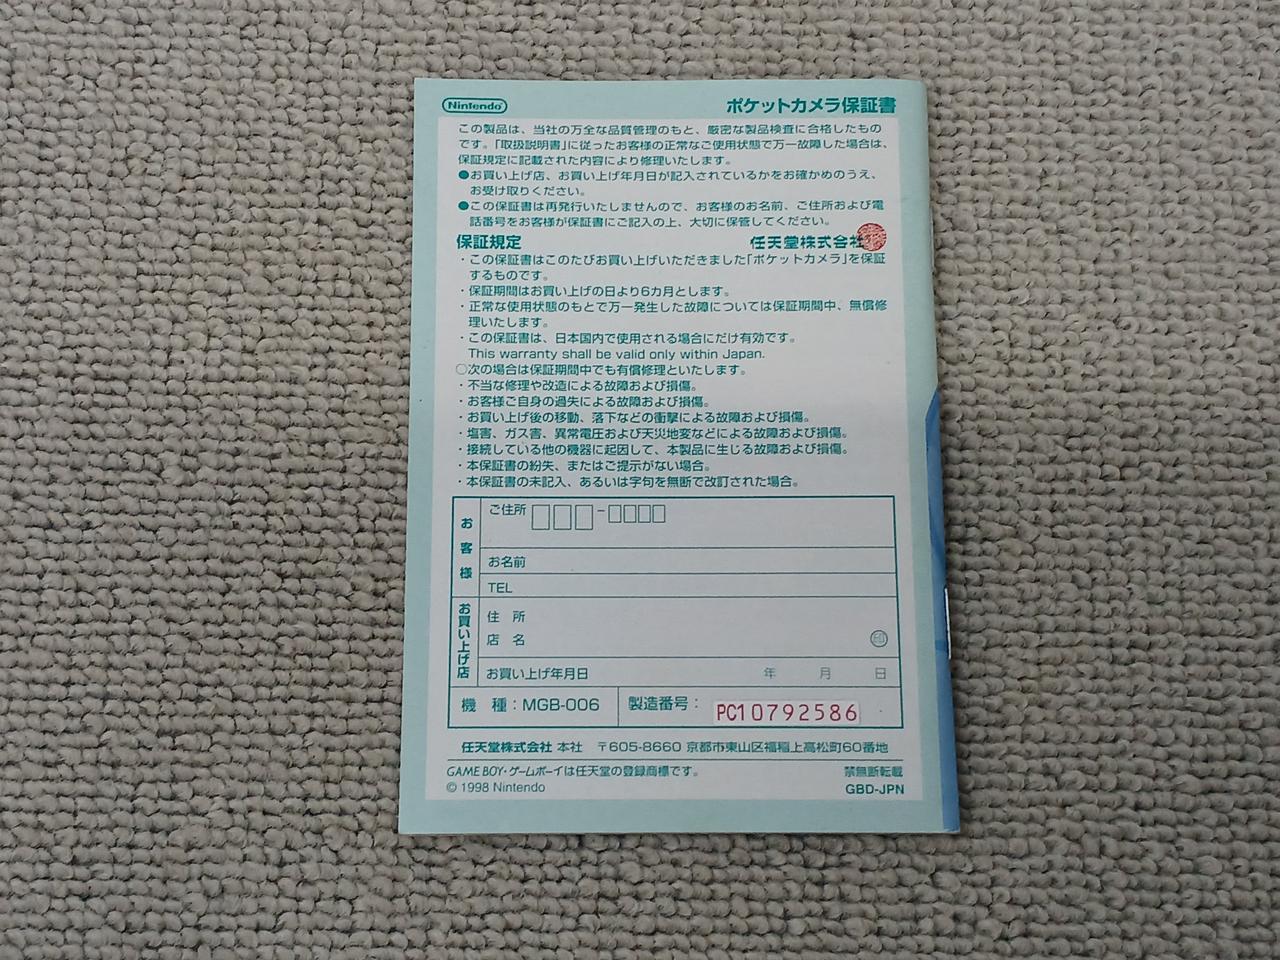 Nintendo
ポケットカメラ保証書
この製品は、当社の万全な品質管理のもと、厳密な製品検査に合格したもの
です。「取扱説明書」に従ったお客様の正常なご使用状態で万一故障した場合は、
保証規定に記載された内容により修理いたします。
●お買い上げ店、お買い上げ年月日が記入されているかをお確かめのうえ、
お受け取りください。
●この保証書は再発行いたしませんので、お客様のお名前、ご住所および電
話番号をお客様が保証書にご記入の上、大切に保管してください。
保証規定
任天堂株式会社
・この保証書はこのたびお買い上げいただきました「ポケットカメラ」を保証
するものです。
・保証期間はお買い上げの日より6カ月とします。
・正常な使用状態のもとで万一発生した故障については保証期間中、無償修
理いたします。
・この保証書は、日本国内で使用される場合にだけ有効です。
This warranty shall be valid only within Japan.
○次の場合は保証期間中でも有償修理といたします。
・不当な修理や改造による故障および損傷。
・お客様ご自身の過失による故障および損傷。
・お買い上げ後の移動、落下などの衝撃による故障および損傷。
・塩害、ガス害、異常電圧および天災地変などによる故障および損傷。
・接続している他の機器に起因して、本製品に生じる故障および損傷。
・本保証書の紛失、またはご提示がない場合。
・本保証書の未記入、あるいは字句を無断で改訂された場合。
お客様
ご住所 □□□-□□□□
お名前
TEL
お買い上げ店
住 所
店 名 ㊞
お買い上げ年月日 年 月 日
機 種：MGB-006
製造番号： PC10792586
任天堂株式会社 本社 〒605-8660 京都市東山区福稲上高松町60番地
GAME BOY・ゲームボーイは任天堂の登録商標です。
禁無断転載
© 1998 Nintendo
GBD-JPN